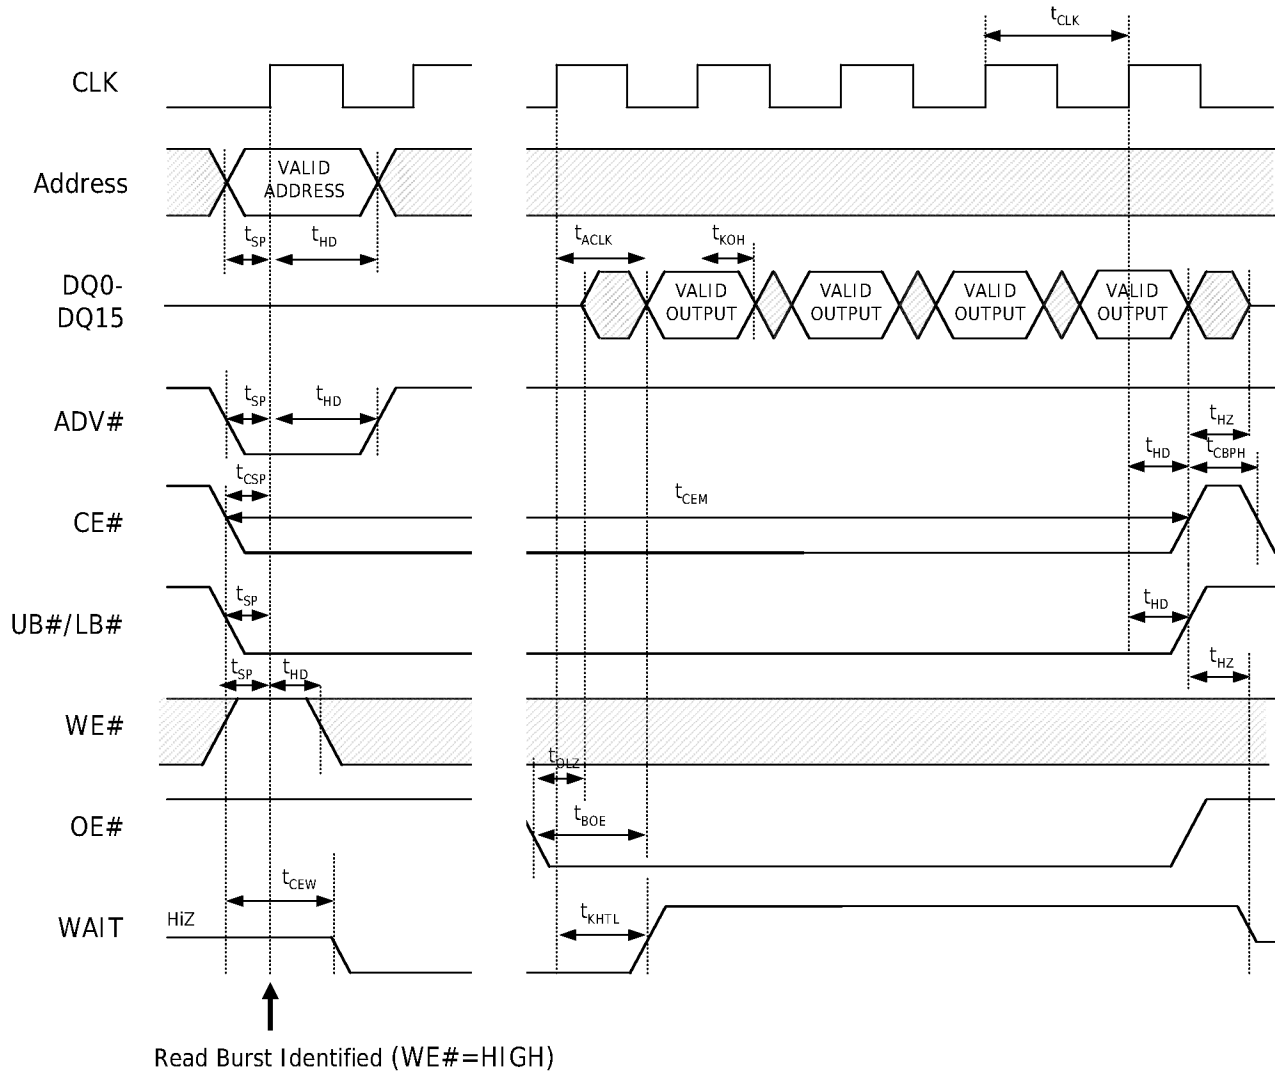 tCLK
CLK
Address
VALID
ADDRESS
tSP
tHD
tACLK
tKOH
DQ0-
DQ15
VALID
OUTPUT
VALID
OUTPUT
VALID
OUTPUT
VALID
OUTPUT
ADV#
tSP
tHD
tHZ
tHD
tCBPH
tCSP
tCEM
CE#
UB#/LB#
tSP
tHD
tHZ
tSP
tHD
WE#
tOLZ
OE#
tBOE
tCEW
WAIT
HiZ
tKHTL
Read Burst Identified (WE#=HIGH)